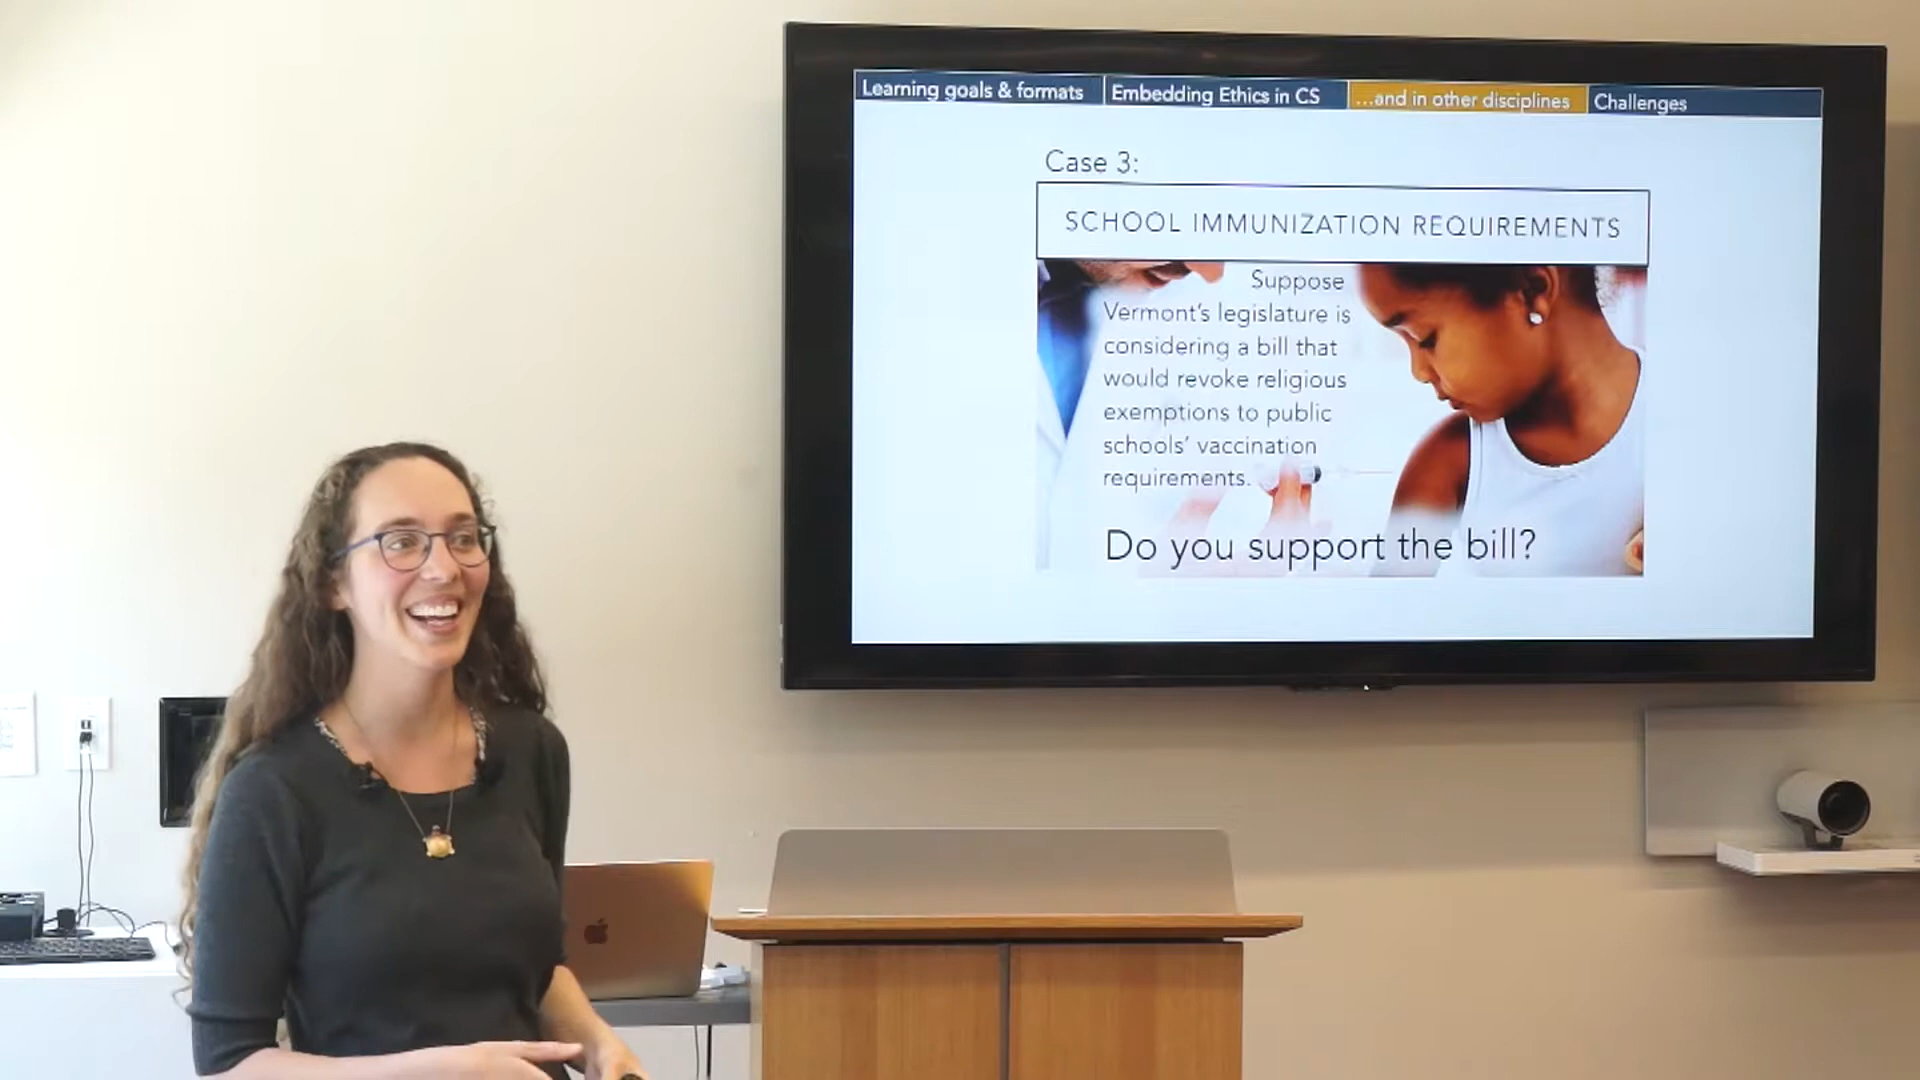 Learning goals & formats
Embedding Ethics in CS
...and in other disciplines
Challenges
Case 3:
SCHOOL IMMUNIZATION REQUIREMENTS
Suppose
Vermont's legislature is
considering a bill that
would revoke religious
exemptions to public
schools' vaccination
requirements.
Do you support the bill?